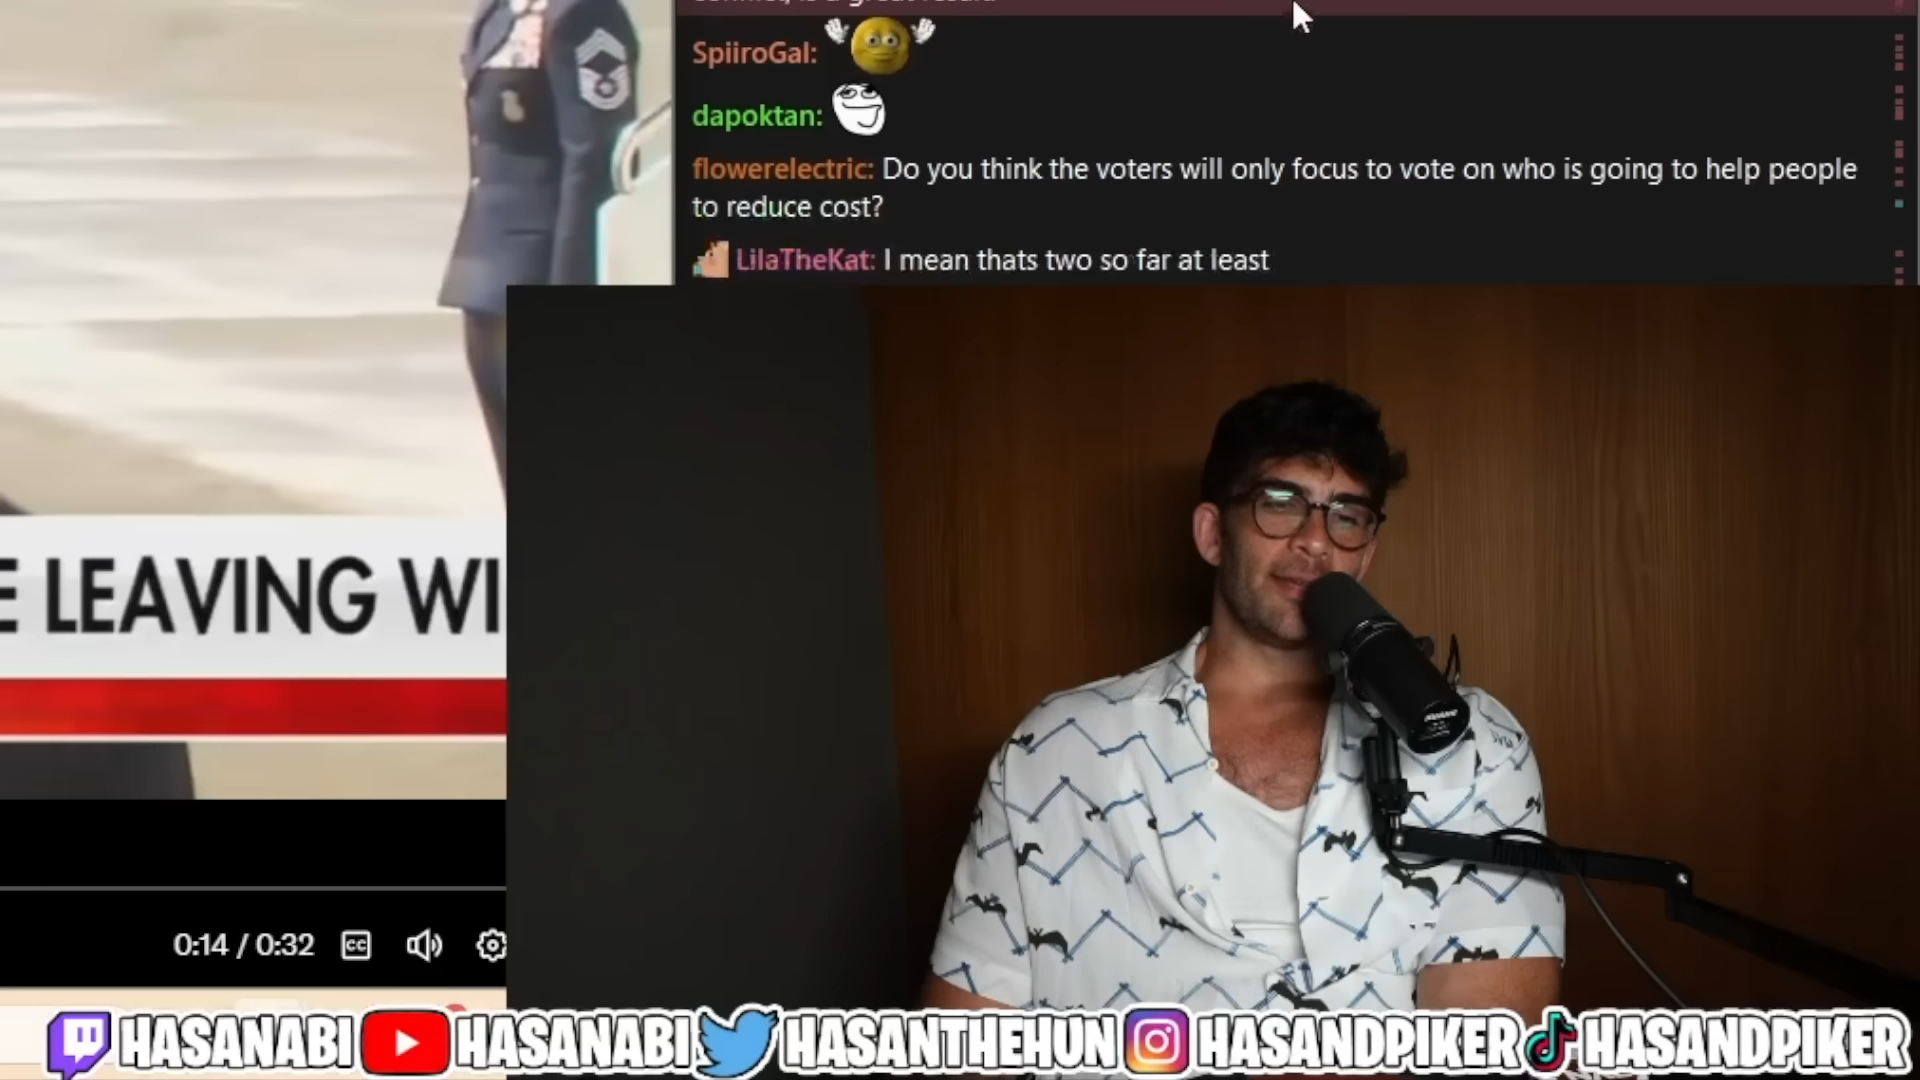 SpiiroGal:
dapoktan:
flowerelectric: Do you think the voters will only focus to vote on who is going to help people
to reduce cost?
LilaTheKat: I mean thats two so far at least
E LEAVING WI
0:14 / 0:32 CC
HASANABI HASANABI HASANTHEHUN HASANDPIKER HASANDPIKER